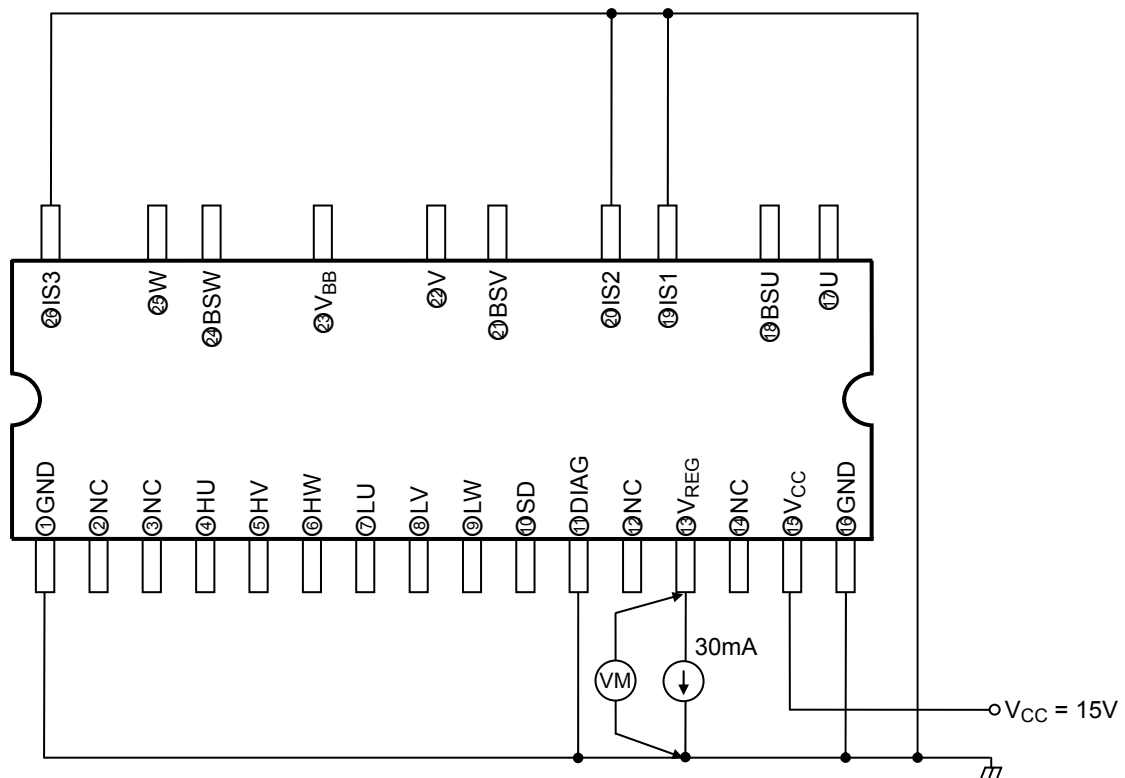 ㉖IS3
㉕W
㉔BSW
㉓VBB
㉒V
㉑BSV
⑳IS2
⑲IS1
⑱BSU
⑰U
①GND
②NC
③NC
④HU
⑤HV
⑥HW
⑦LU
⑧LV
⑨LW
⑩SD
⑪DIAG
⑫NC
⑬VREG
⑭NC
⑮VCC
⑯GND
30mA
VM
VCC = 15V